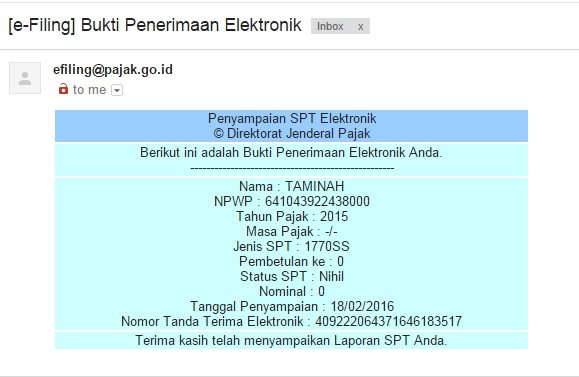 [e-Filing] Bukti Penerimaan Elektronik Inbox x
efiling@pajak.go.id
to me
Penyampaian SPT Elektronik
© Direktorat Jenderal Pajak
Berikut ini adalah Bukti Penerimaan Elektronik Anda.
---------------------------------------------------
Nama : TAMINAH
NPWP : 641043922438000
Tahun Pajak : 2015
Masa Pajak : -/-
Jenis SPT : 1770SS
Pembetulan ke : 0
Status SPT : Nihil
Nominal : 0
Tanggal Penyampaian : 18/02/2016
Nomor Tanda Terima Elektronik : 409222064371646183517
Terima kasih telah menyampaikan Laporan SPT Anda.